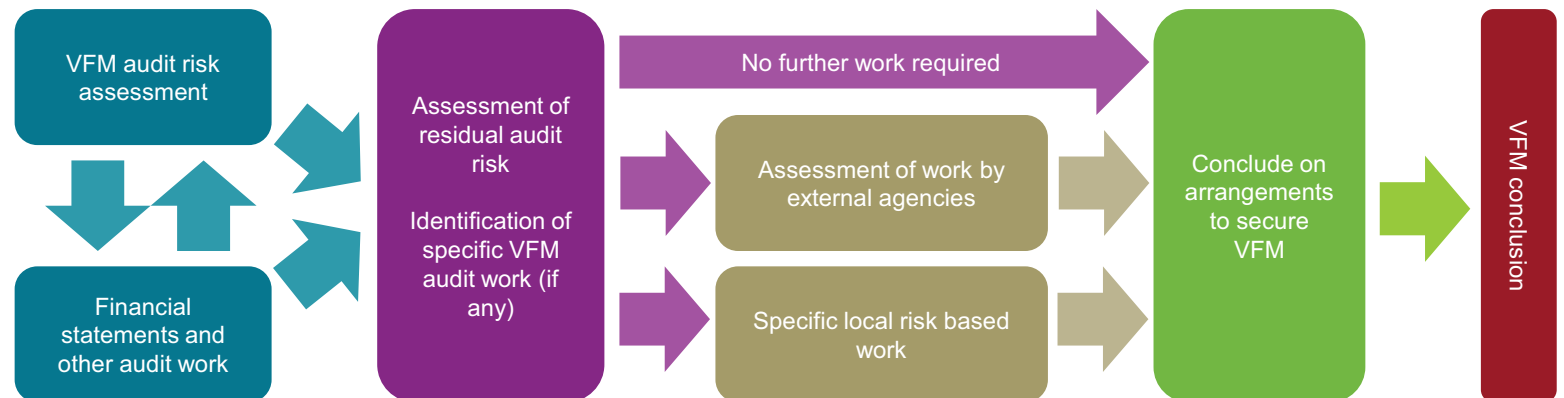 VFM audit risk
assessment
Financial
statements and
other audit work
Assessment of
residual audit
risk
Identification of
specific VFM
audit work (if
any)
No further work required
Assessment of work by
external agencies
Specific local risk based
work
Conclude on
arrangements
to secure
VFM
VFM conclusion